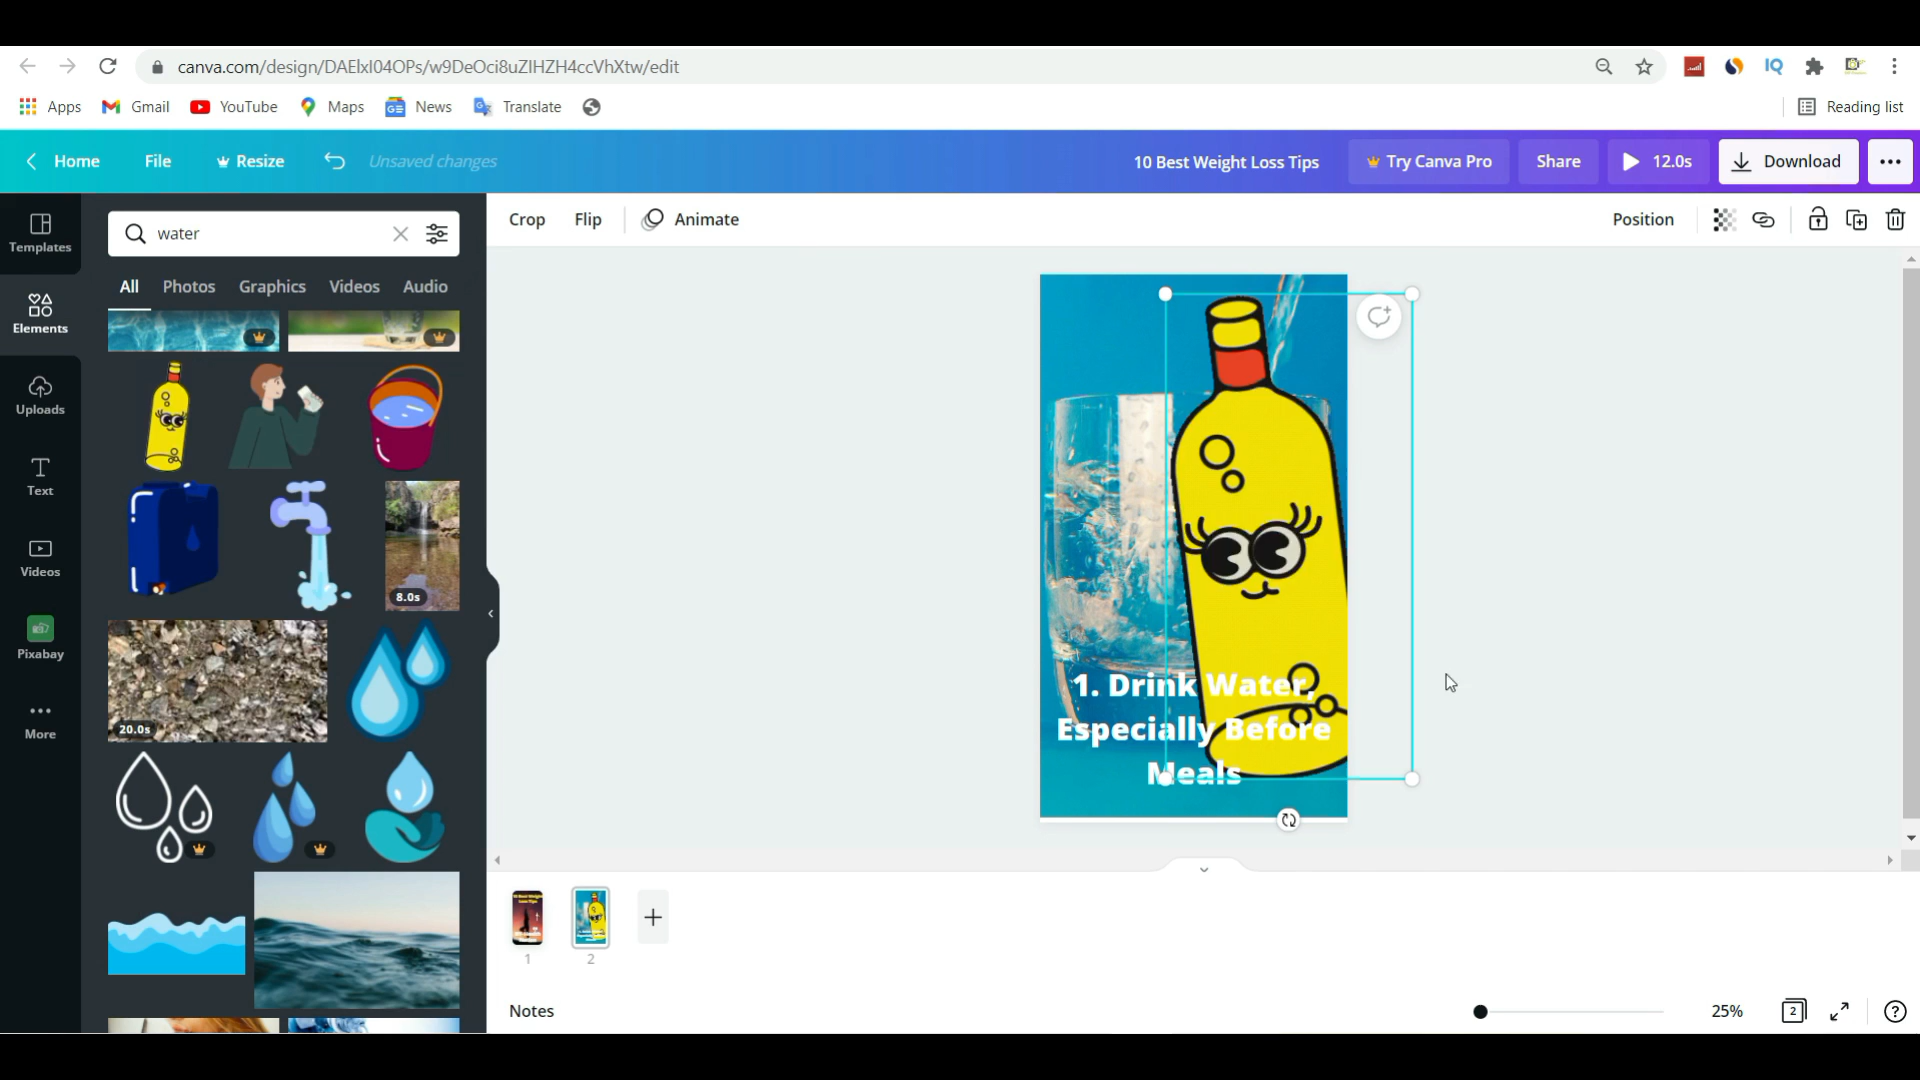 canva.com/design/DAElxI04OPs/w9DeOci8uZIHZH4ccVhXtw/edit
IQ
Apps
Gmail
YouTube
Maps
News
Translate
Reading list
Home
File
Resize
Unsaved changes
10 Best Weight Loss Tips
Try Canva Pro
Share
12.0s
Download
Templates
water
Crop
Flip
Animate
Position
All
Photos
Graphics
Videos
Audio
Elements
Uploads
Text
Videos
Pixabay
More
8.0s
20.0s
1. Drink Water,
Especially Before
Meals
1
2
Notes
25%
2